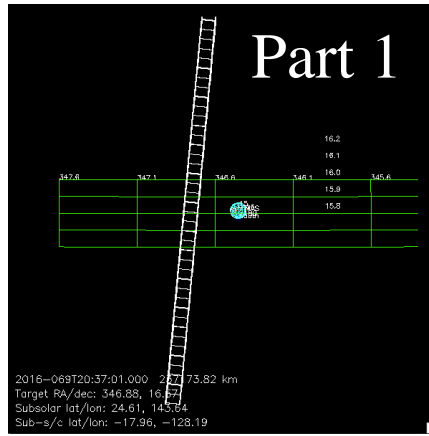 Part 1
16.2
16.1
16.0
15.9
15.8
347.6 347.1 346.6 346.1 345.6
2016-069T20:37:01.000 km
Target RA/dec: 346.88,
Subsolar lat/lon: 24.61, 143.64
Sub-s/c lat/lon: -17.96, -128.19